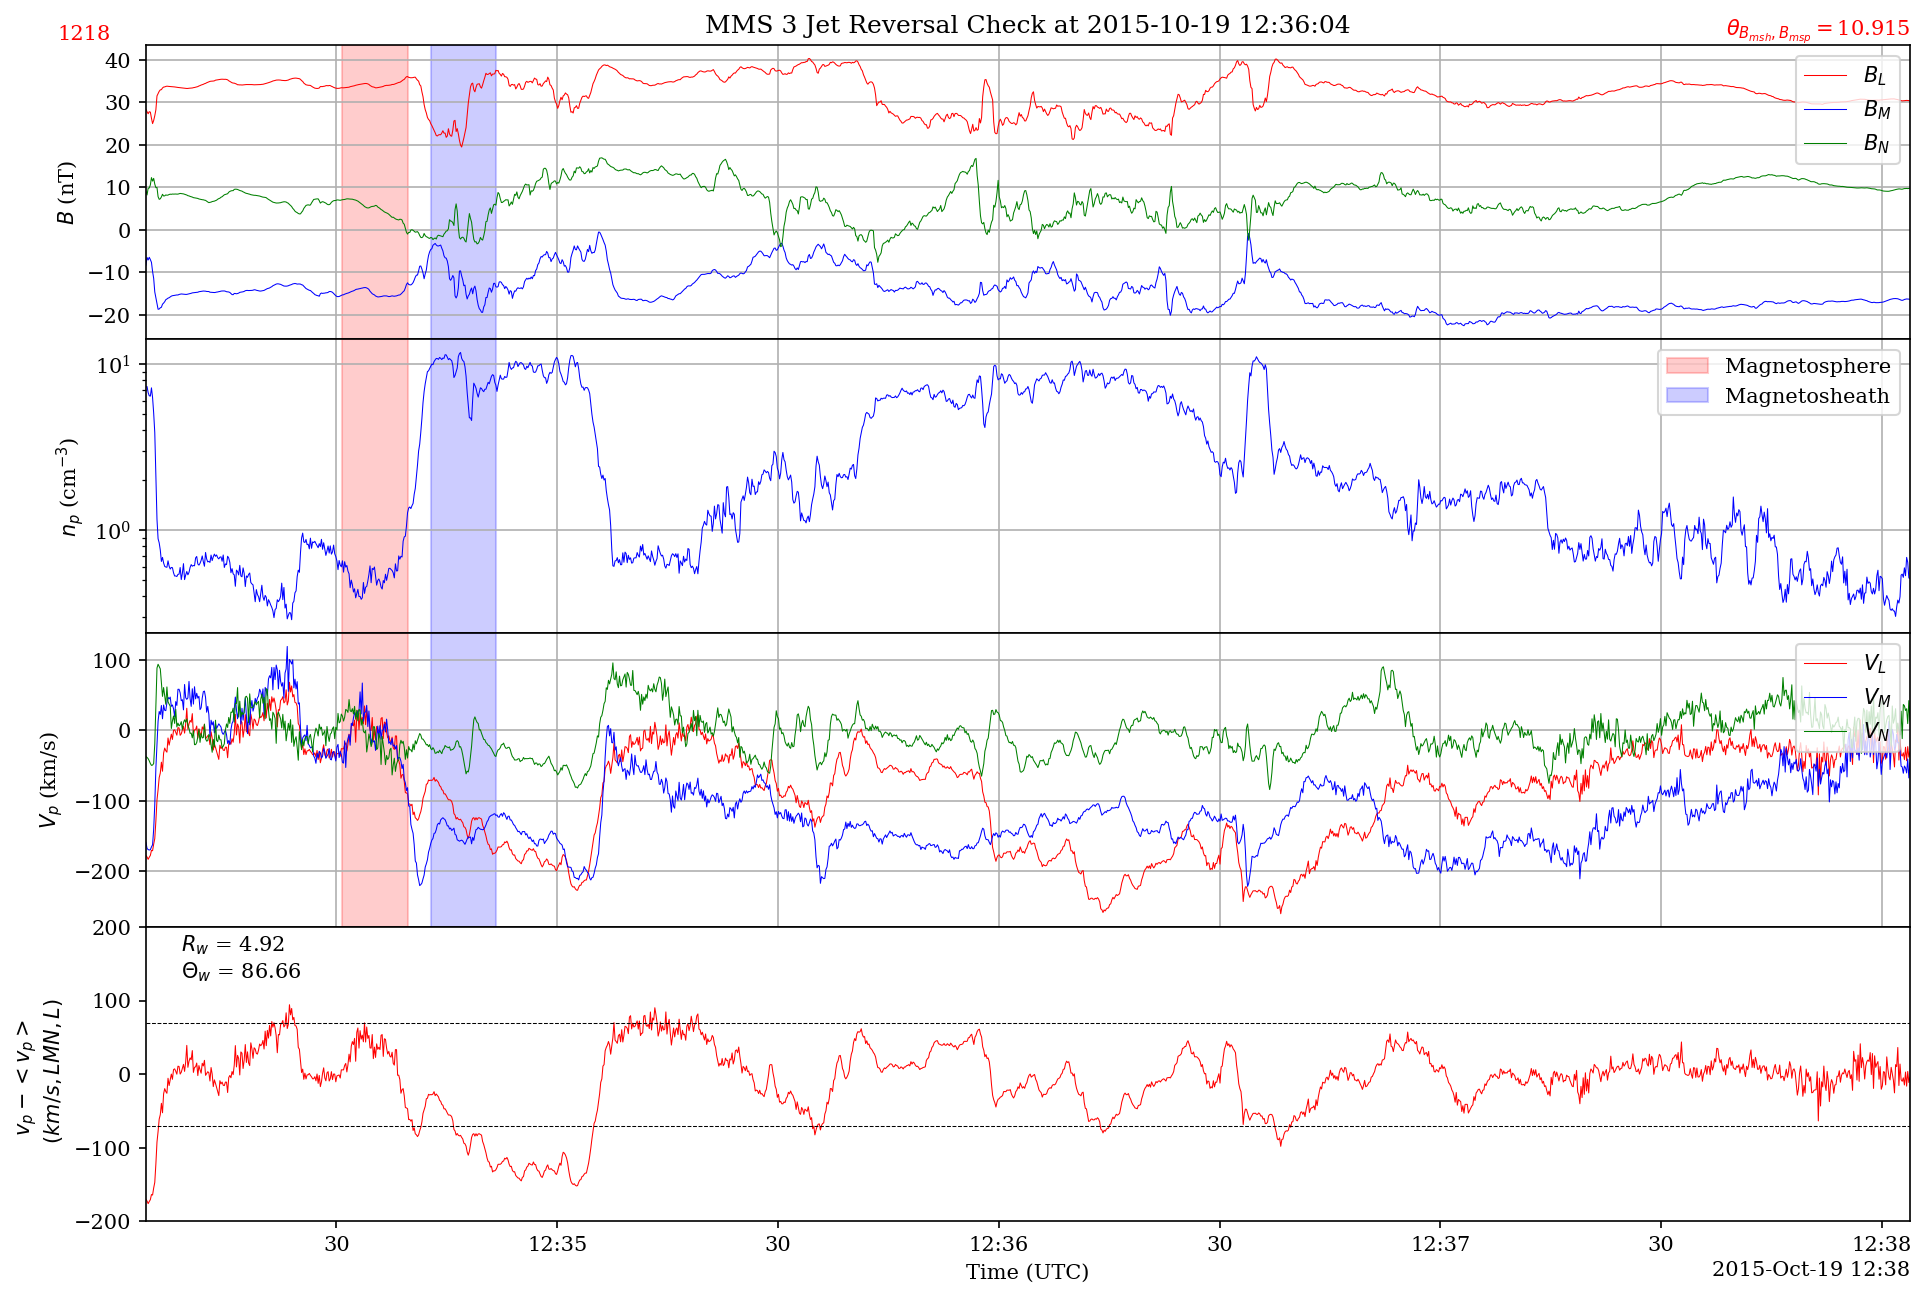 1218
MMS 3 Jet Reversal Check at 2015-10-19 12:36:04
θ_{B_{msh}, B_{msp}} = 10.915
40
30
20
10
0
−10
−20
B (nT)
B_L
B_M
B_N
10^1
10^0
n_p (cm^{−3})
Magnetosphere
Magnetosheath
100
0
−100
−200
V_p (km/s)
V_L
V_M
V_N
200
100
0
−100
−200
v_p − < v_p >
(km/s, LMN, L)
R_w = 4.92
Θ_w = 86.66
30
12:35
30
12:36
30
12:37
30
12:38
Time (UTC)
2015-Oct-19 12:38